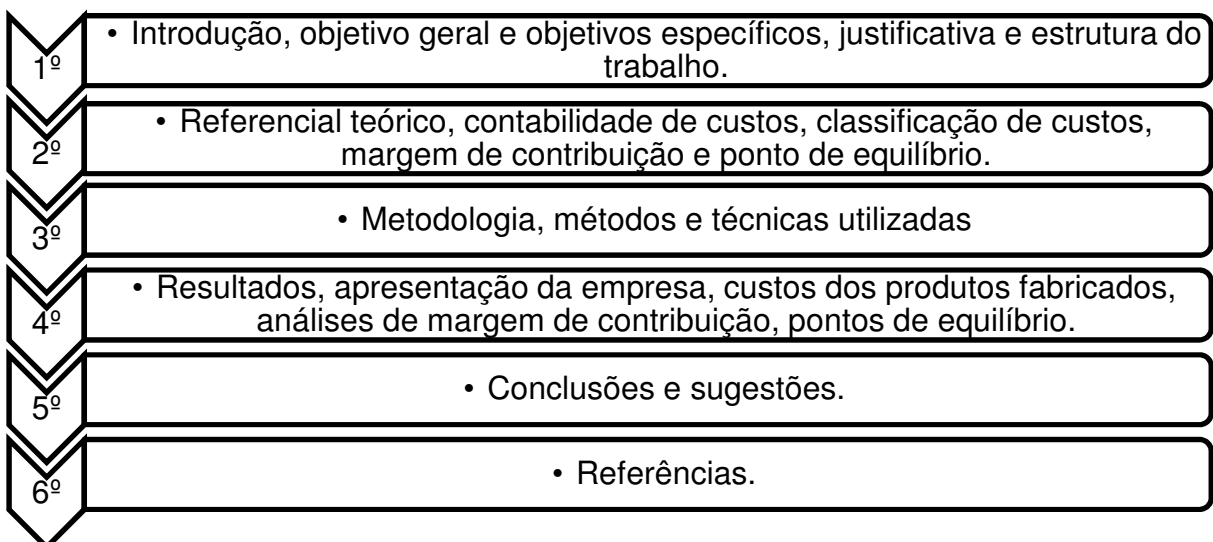 1º
• Introdução, objetivo geral e objetivos específicos, justificativa e estrutura do
trabalho.
2º
• Referencial teórico, contabilidade de custos, classificação de custos,
margem de contribuição e ponto de equilíbrio.
3º
• Metodologia, métodos e técnicas utilizadas
4º
• Resultados, apresentação da empresa, custos dos produtos fabricados,
análises de margem de contribuição, pontos de equilíbrio.
5º
• Conclusões e sugestões.
6º
• Referências.